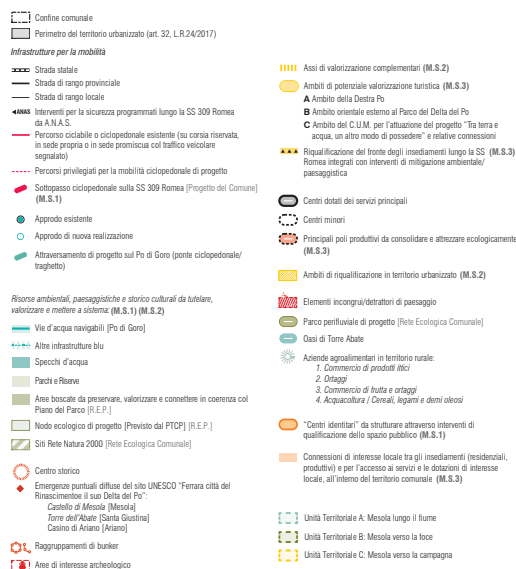 Confine comunale
Perimetro del territorio urbanizzato (art. 32, L.R.24/2017)
Infrastrutture per la mobilità
Strada statale
Strada di rango provinciale
Strada di rango locale
ANAS Interventi per la sicurezza programmati lungo la SS 309 Romea
da A.N.A.S.
Percorso ciclabile o ciclopedonale esistente (su corsia riservata,
in sede propria o in sede promiscua col traffico veicolare
segnalato)
Percorsi privilegiati per la mobilità ciclopedonale di progetto
Sottopasso ciclopedonale sulla SS 309 Romea [Progetto del Comune]
(M.S.1)
Approdo esistente
Approdo di nuova realizzazione
Attraversamento di progetto sul Po di Goro (ponte ciclopedonale/
traghetto)
Risorse ambientali, paesaggistiche e storico culturali da tutelare,
valorizzare e mettere a sistema: (M.S.1) (M.S.2)
Vie d'acqua navigabili [Po di Goro]
Altre infrastrutture blu
Specchi d'acqua
Parchi e Riserve
Aree boscate da preservare, valorizzare e connettere in coerenza col
Piano del Parco [R.E.P.]
Nodo ecologico di progetto [Previsto dal PTCP] [R.E.P.]
Siti Rete Natura 2000 [Rete Ecologica Comunale]
Centro storico
Emergenze puntuali diffuse del sito UNESCO "Ferrara città del
Rinascimentoe il suo Delta del Po":
Castello di Mesola [Mesola]
Torre dell'Abate [Santa Giustina]
Casino di Ariano [Ariano]
Raggruppamenti di bunker
Aree di interesse archeologico
Assi di valorizzazione complementari (M.S.2)
Ambiti di potenziale valorizzazione turistica (M.S.3)
A Ambito della Destra Po
B Ambito orientale esterno al Parco del Delta del Po
C Ambito del C.U.M. per l'attuazione del progetto "Tra terra e
acqua, un altro modo di possedere" e relative connessioni
Riqualificazione del fronte degli insediamenti lungo la SS (M.S.3)
Romea integrati con interventi di mitigazione ambientale/
paesaggistica
Centri dotati dei servizi principali
Centri minori
Principali poli produttivi da consolidare e attrezzare ecologicamente
(M.S.3)
Ambiti di riqualificazione in territorio urbanizzato (M.S.2)
Elementi incongrui/detrattori di paesaggio
Parco perifluviale di progetto [Rete Ecologica Comunale]
Oasi di Torre Abate
Aziende agroalimentari in territorio rurale:
1. Commercio di prodotti ittici
2. Ortaggi
3. Commercio di frutta e ortaggi
4. Acquacoltura / Cereali, legami e demi oleosi
"Centri identitari" da strutturare attraverso interventi di
qualificazione dello spazio pubblico (M.S.1)
Connessioni di interesse locale tra gli insediamenti (residenziali,
produttivi) e per l'accesso ai servizi e le dotazioni di interesse
locale, all'interno del territorio comunale (M.S.3)
Unità Territoriale A: Mesola lungo il fiume
Unità Territoriale B: Mesola verso la foce
Unità Territoriale C: Mesola verso la campagna